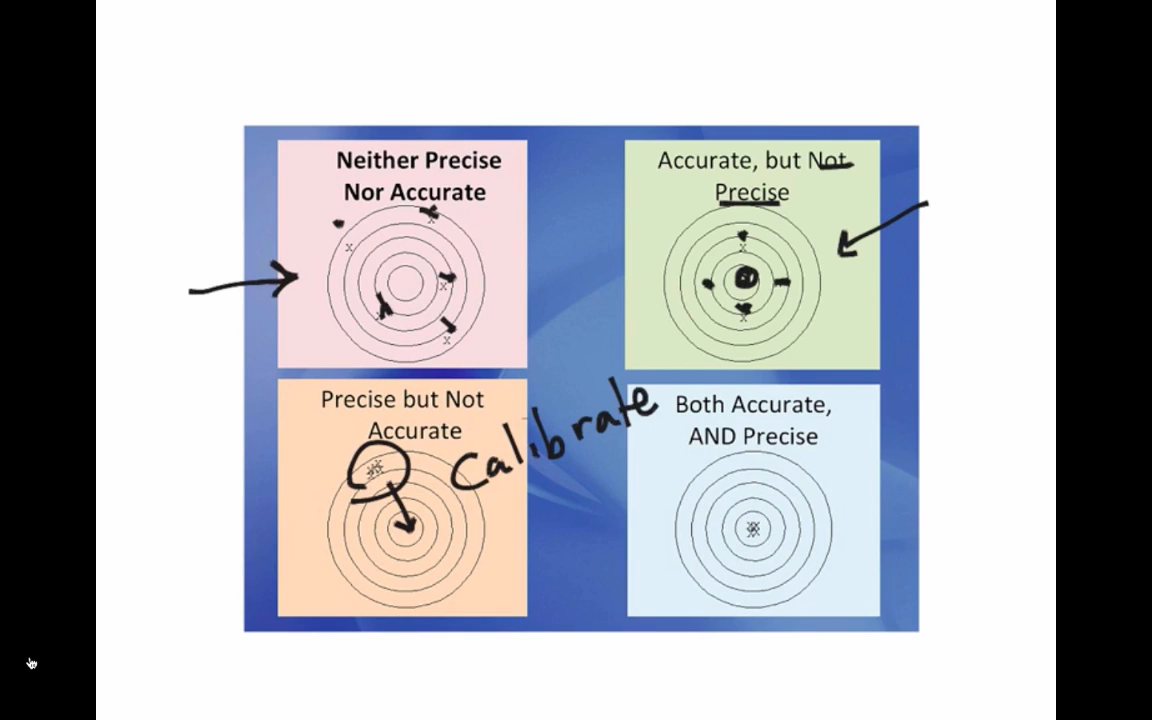 Neither Precise
Nor Accurate
Accurate, but Not
Precise
Precise but Not
Accurate
Calibrate
Both Accurate,
AND Precise